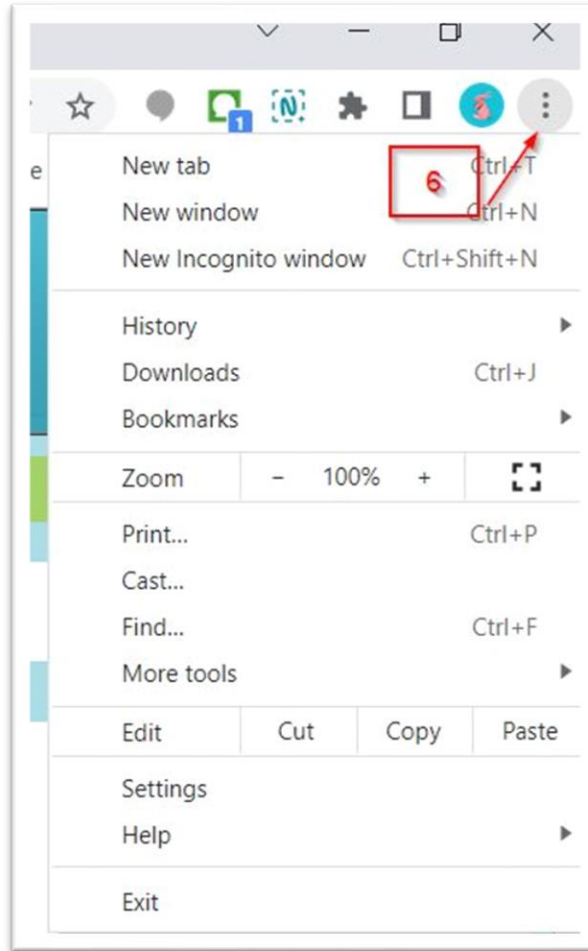 1
e
New tab Ctrl+T
6
New window Ctrl+N
New Incognito window Ctrl+Shift+N
History
Downloads Ctrl+J
Bookmarks
Zoom - 100% +
Print... Ctrl+P
Cast...
Find... Ctrl+F
More tools
Edit Cut Copy Paste
Settings
Help
Exit